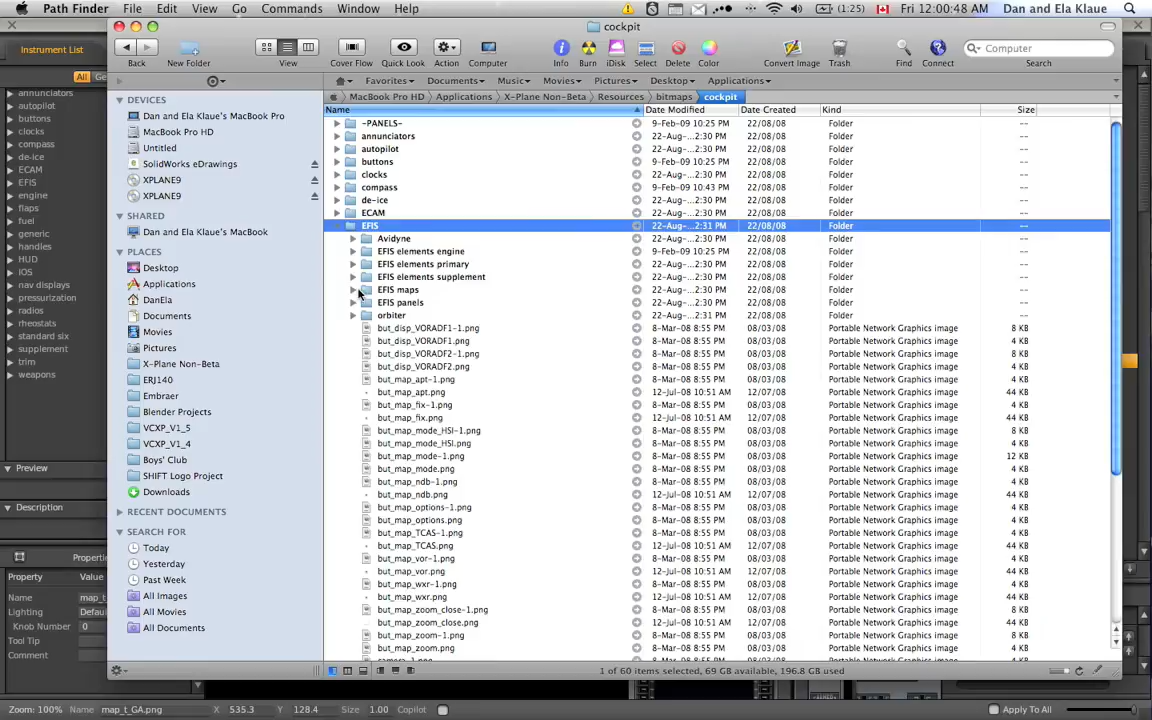 Path Finder File Edit View Go Commands Window Help (1:25) Fri 12:00:48 AM Dan and Ela Klaue
cockpit
Instrument List
All Ge
annunciators
autopilot
buttons
clocks
compass
de-ice
ECAM
EFIS
engine
flaps
fuel
generic
handles
HUD
IOS
nav displays
pressurization
radios
rheostats
standard six
supplement
trim
weapons
Preview
Description
Properti
Property Value
Name map_t
Lighting Defau
Knob Number 0
Tool Tip
Comment
Back New Folder View Cover Flow Quick Look Action Computer Info Burn iDisk Select Delete Color Convert Image Trash Find Connect Search
Computer
Favorites Documents Music Movies Pictures Desktop Applications
MacBook Pro HD Applications X-Plane Non-Beta Resources bitmaps cockpit
DEVICES
Dan and Ela Klaue's MacBook Pro
MacBook Pro HD
Untitled
SolidWorks eDrawings
XPLANE9
XPLANE9
SHARED
Dan and Ela Klaue's MacBook
PLACES
Desktop
Applications
DanEla
Documents
Movies
Pictures
X-Plane Non-Beta
ERJ140
Embraer
Blender Projects
VCXP_V1_5
VCXP_V1_4
Boys' Club
SHIFT Logo Project
Downloads
RECENT DOCUMENTS
SEARCH FOR
Today
Yesterday
Past Week
All Images
All Movies
All Documents
Name Date Modified Date Created Kind Size
-PANELS- 9-Feb-09 10:25 PM 22/08/08 Folder --
annunciators 22-Aug-...2:30 PM 22/08/08 Folder --
autopilot 22-Aug-...2:30 PM 22/08/08 Folder --
buttons 9-Feb-09 10:25 PM 22/08/08 Folder --
clocks 22-Aug-...2:30 PM 22/08/08 Folder --
compass 9-Feb-09 10:43 PM 22/08/08 Folder --
de-ice 22-Aug-...2:30 PM 22/08/08 Folder --
ECAM 22-Aug-...2:30 PM 22/08/08 Folder --
EFIS 22-Aug-...2:31 PM 22/08/08 Folder --
Avidyne 22-Aug-...2:30 PM 22/08/08 Folder --
EFIS elements engine 9-Feb-09 10:25 PM 22/08/08 Folder --
EFIS elements primary 22-Aug-...2:30 PM 22/08/08 Folder --
EFIS elements supplement 22-Aug-...2:30 PM 22/08/08 Folder --
EFIS maps 22-Aug-...2:30 PM 22/08/08 Folder --
EFIS panels 22-Aug-...2:30 PM 22/08/08 Folder --
orbiter 22-Aug-...2:31 PM 22/08/08 Folder --
but_disp_VORADF1-1.png 8-Mar-08 8:55 PM 08/03/08 Portable Network Graphics image 8 KB
but_disp_VORADF1.png 8-Mar-08 8:55 PM 08/03/08 Portable Network Graphics image 4 KB
but_disp_VORADF2-1.png 8-Mar-08 8:55 PM 08/03/08 Portable Network Graphics image 8 KB
but_disp_VORADF2.png 8-Mar-08 8:55 PM 08/03/08 Portable Network Graphics image 4 KB
but_map_apt-1.png 8-Mar-08 8:55 PM 08/03/08 Portable Network Graphics image 8 KB
but_map_apt.png 12-Jul-08 10:51 AM 12/07/08 Portable Network Graphics image 44 KB
but_map_fix-1.png 8-Mar-08 8:55 PM 08/03/08 Portable Network Graphics image 8 KB
but_map_fix.png 12-Jul-08 10:51 AM 12/07/08 Portable Network Graphics image 44 KB
but_map_mode_HSI-1.png 8-Mar-08 8:55 PM 08/03/08 Portable Network Graphics image 8 KB
but_map_mode_HSI.png 8-Mar-08 8:55 PM 08/03/08 Portable Network Graphics image 4 KB
but_map_mode-1.png 8-Mar-08 8:55 PM 08/03/08 Portable Network Graphics image 12 KB
but_map_mode.png 8-Mar-08 8:55 PM 08/03/08 Portable Network Graphics image 4 KB
but_map_ndb-1.png 8-Mar-08 8:55 PM 08/03/08 Portable Network Graphics image 8 KB
but_map_ndb.png 12-Jul-08 10:51 AM 12/07/08 Portable Network Graphics image 44 KB
but_map_options-1.png 8-Mar-08 8:55 PM 08/03/08 Portable Network Graphics image 8 KB
but_map_options.png 8-Mar-08 8:55 PM 08/03/08 Portable Network Graphics image 4 KB
but_map_TCAS-1.png 8-Mar-08 8:55 PM 08/03/08 Portable Network Graphics image 8 KB
but_map_TCAS.png 12-Jul-08 10:51 AM 12/07/08 Portable Network Graphics image 44 KB
but_map_vor-1.png 8-Mar-08 8:55 PM 08/03/08 Portable Network Graphics image 8 KB
but_map_vor.png 12-Jul-08 10:51 AM 12/07/08 Portable Network Graphics image 44 KB
but_map_wxr-1.png 8-Mar-08 8:55 PM 08/03/08 Portable Network Graphics image 8 KB
but_map_wxr.png 12-Jul-08 10:51 AM 12/07/08 Portable Network Graphics image 44 KB
but_map_zoom_close-1.png 8-Mar-08 8:55 PM 08/03/08 Portable Network Graphics image 8 KB
but_map_zoom_close.png 12-Jul-08 10:51 AM 12/07/08 Portable Network Graphics image 44 KB
but_map_zoom-1.png 8-Mar-08 8:55 PM 08/03/08 Portable Network Graphics image 8 KB
but_map_zoom.png 8-Mar-08 8:55 PM 08/03/08 Portable Network Graphics image 4 KB
1 of 60 items selected, 69 GB available, 196.8 GB used
Zoom: 100% Name map_t_GA.png X 535.3 Y 128.4 Size 1.00 Copilot Apply To All